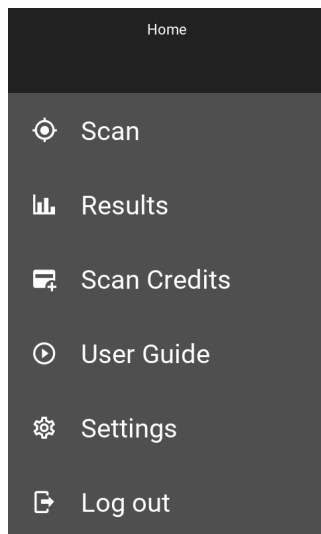 Home
Scan
Results
Scan Credits
User Guide
Settings
Log out